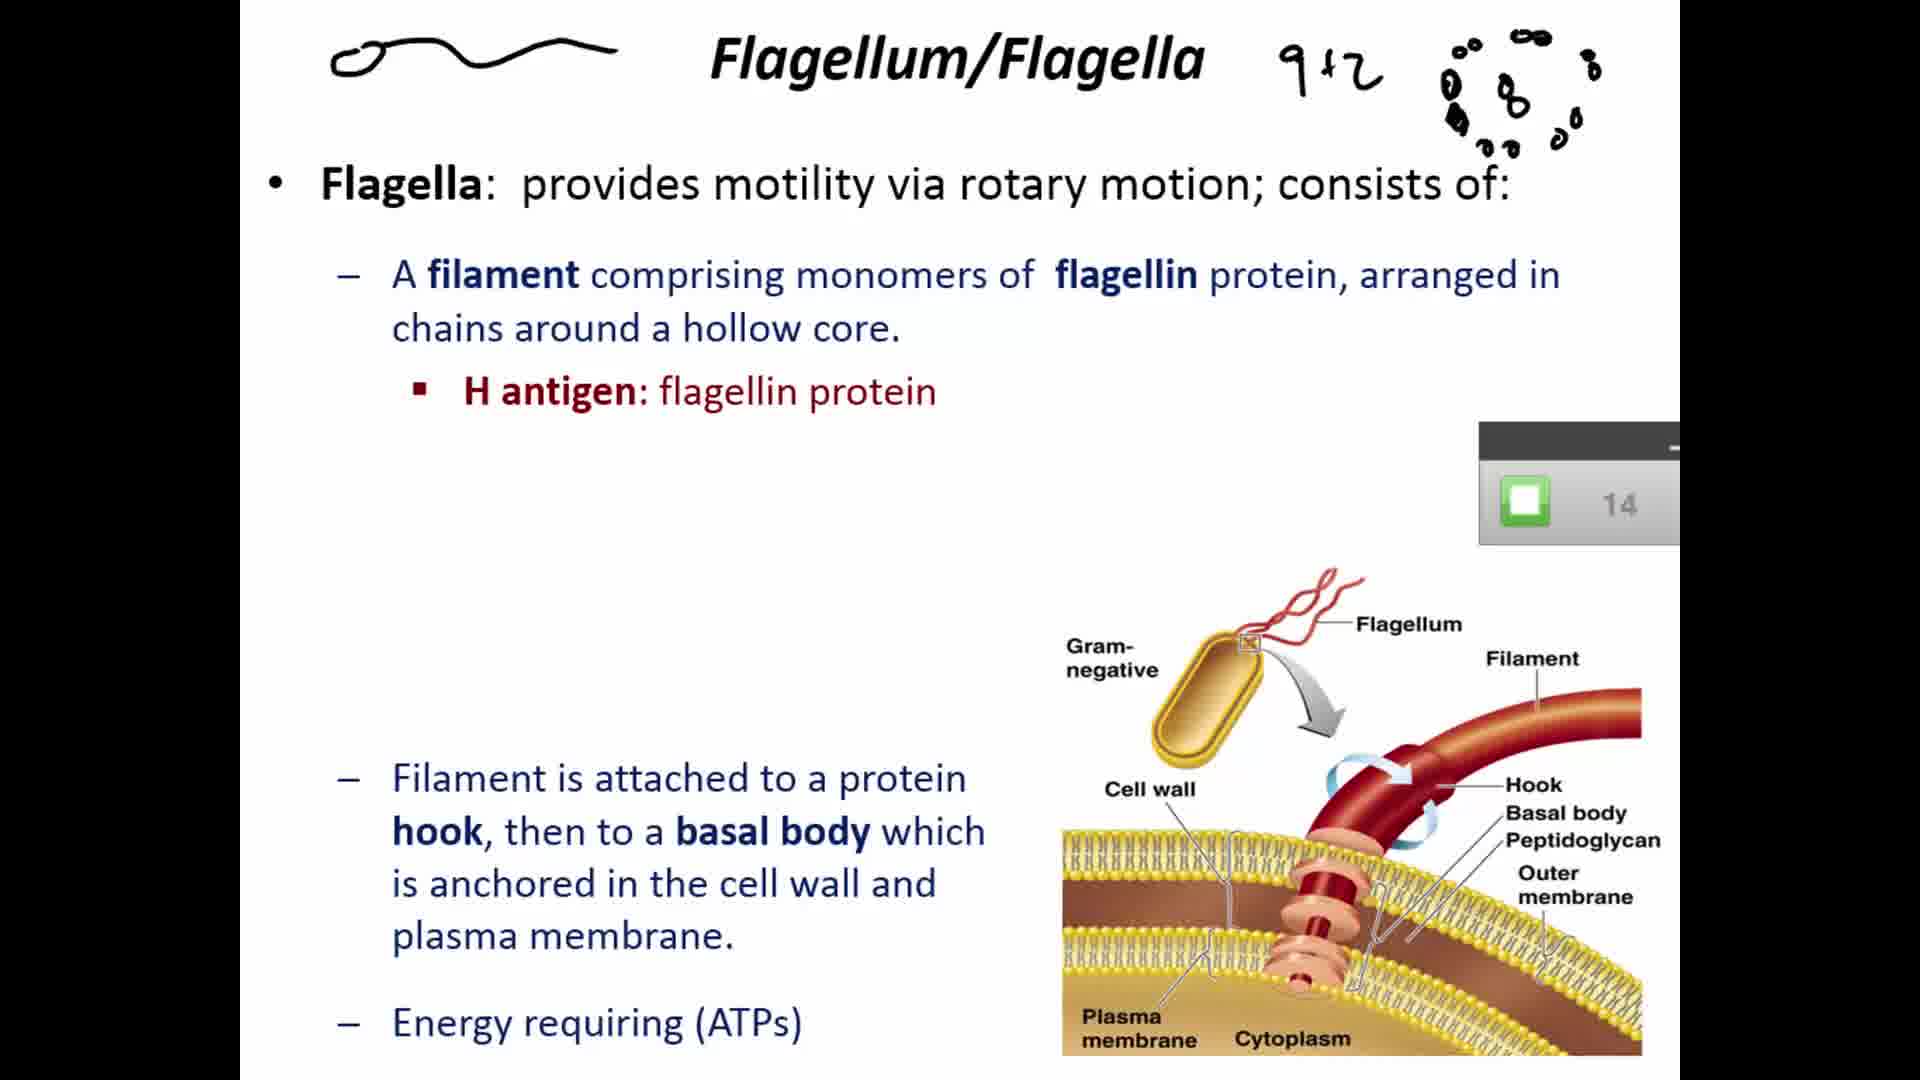 Flagellum/Flagella
9+2
• Flagella: provides motility via rotary motion; consists of:
– A filament comprising monomers of flagellin protein, arranged in
chains around a hollow core.
▪ H antigen: flagellin protein
14
– Filament is attached to a protein
hook, then to a basal body which
is anchored in the cell wall and
plasma membrane.
– Energy requiring (ATPs)
Flagellum
Gram-
negative
Filament
Cell wall
Hook
Basal body
Peptidoglycan
Outer
membrane
Plasma
membrane
Cytoplasm